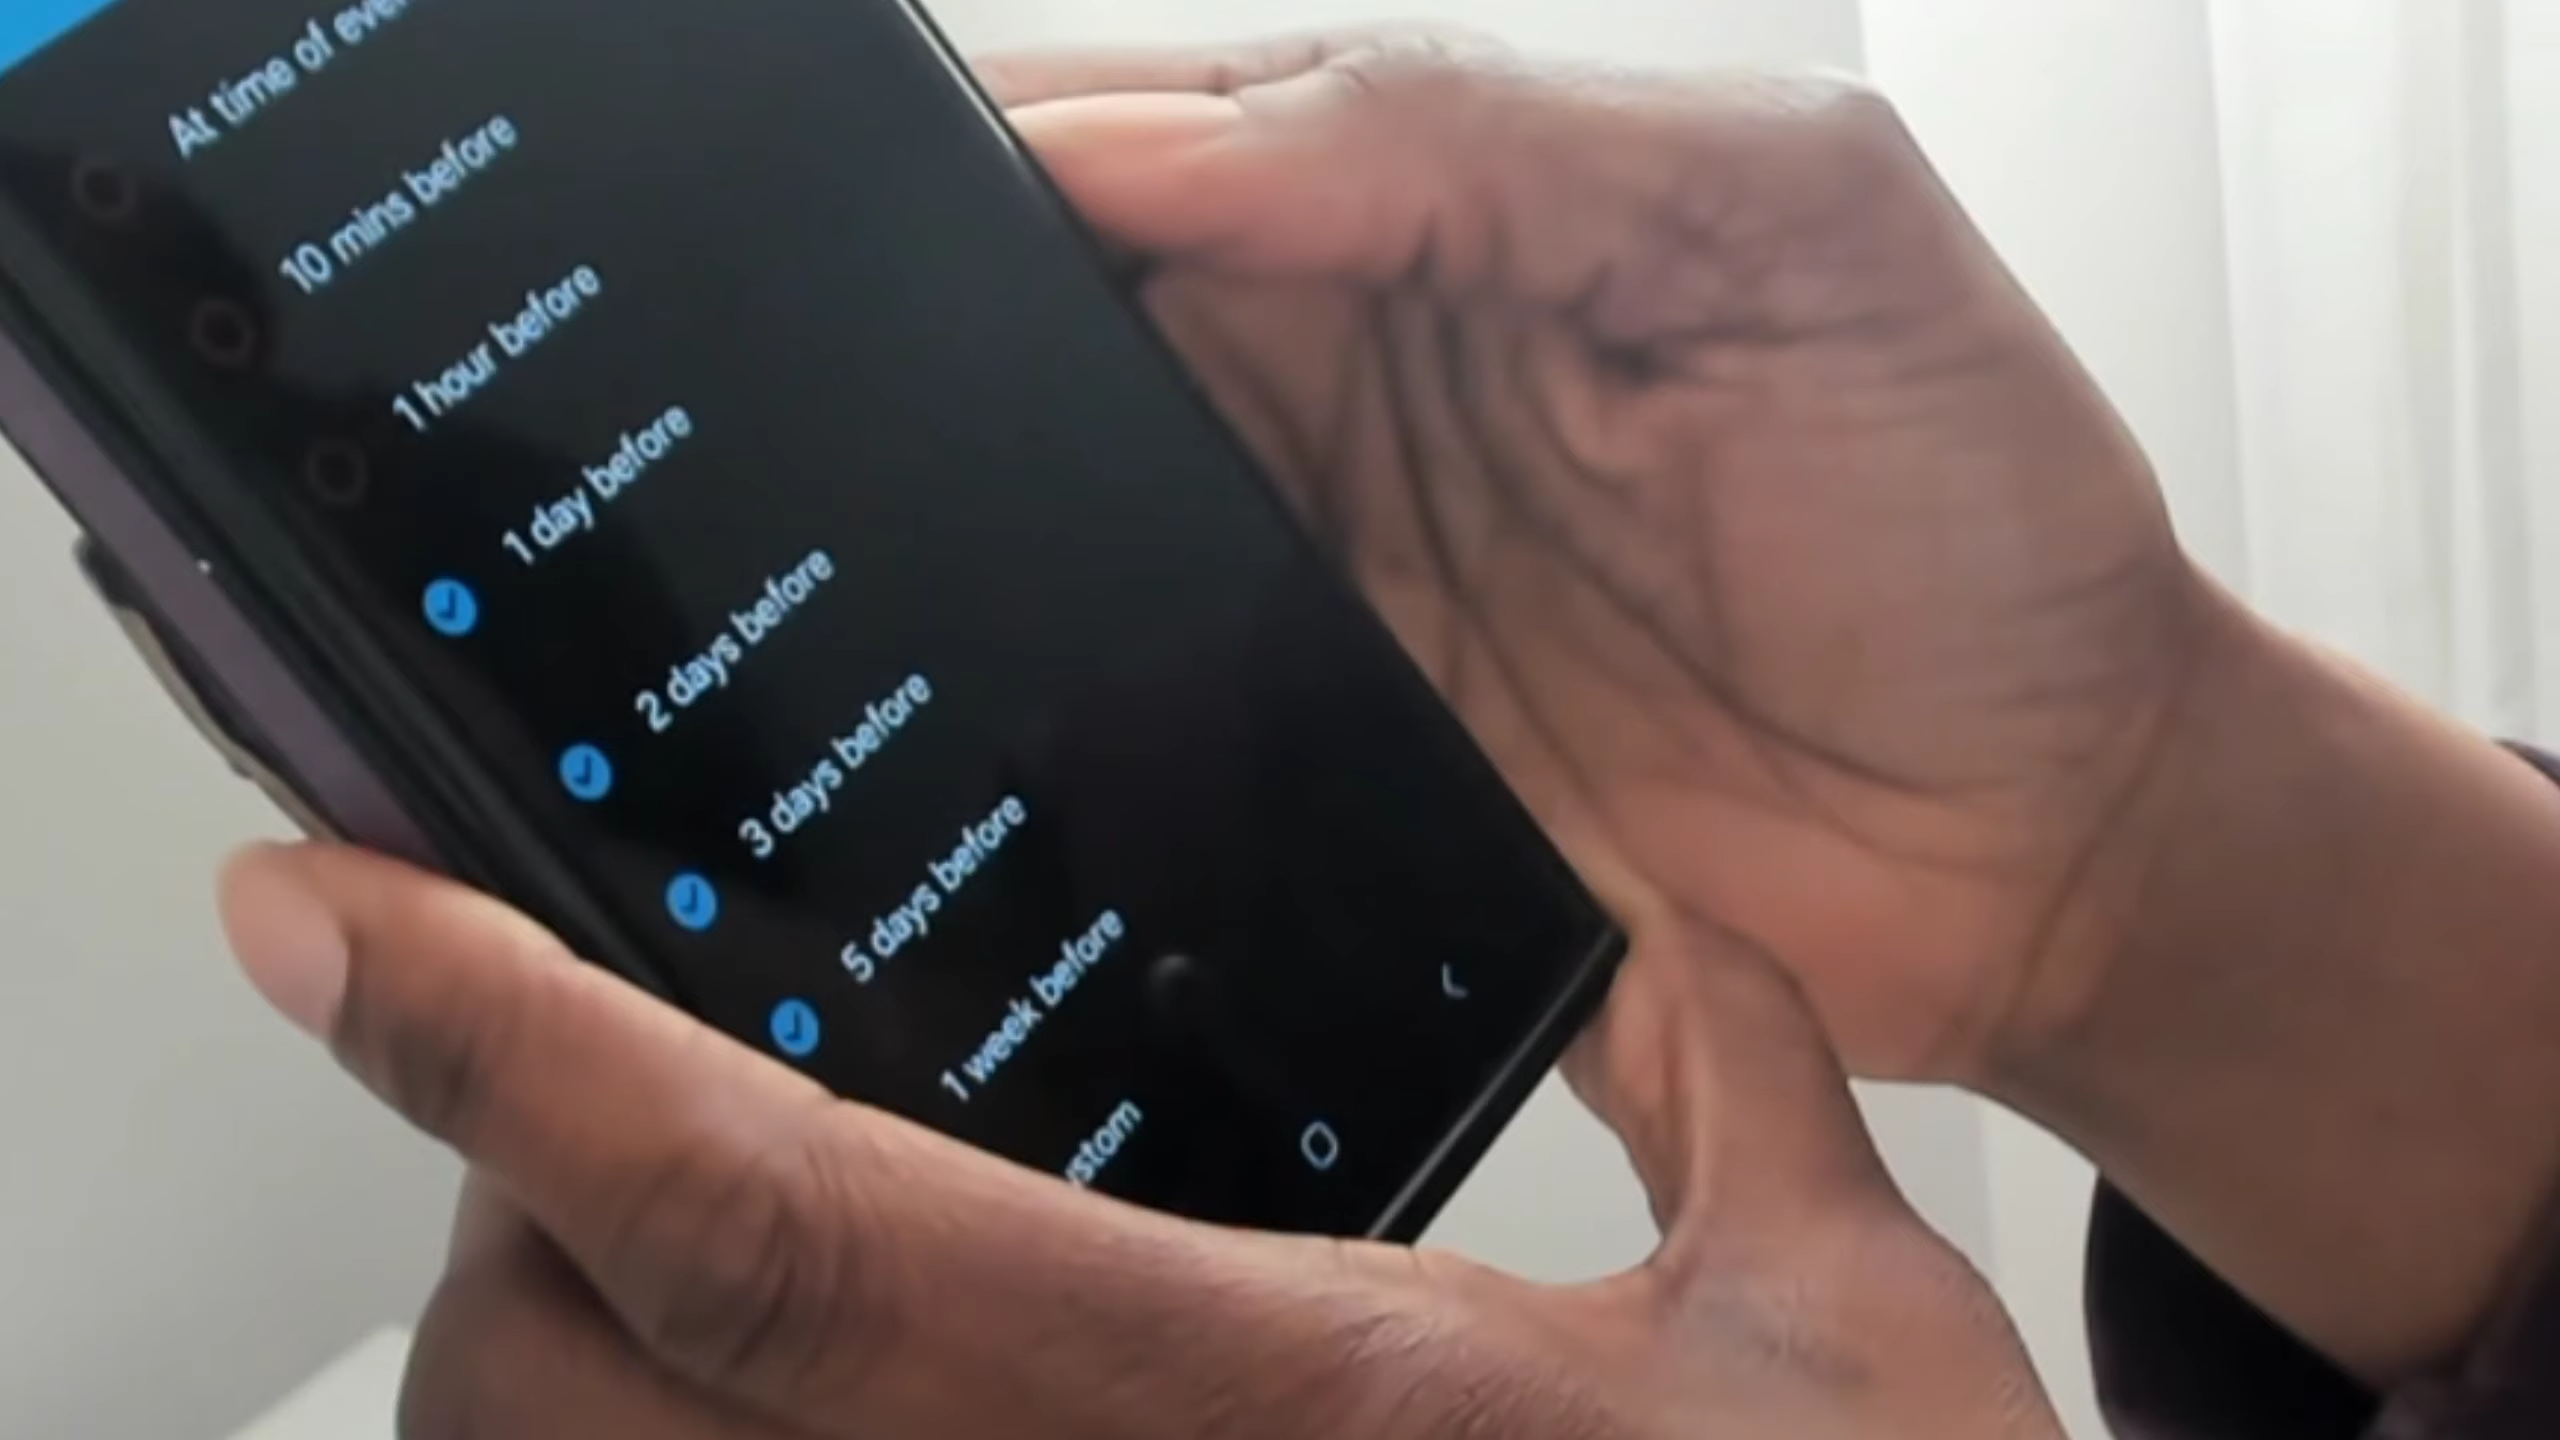 At time of
10 mins before
1 hour before
1 day before
2 days before
3 days before
5 days before
1 week before